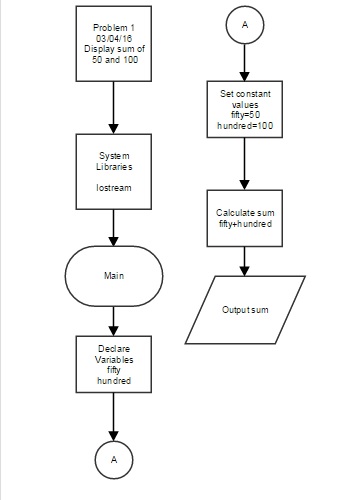 Problem 1
03/04/16
Display sum of
50 and 100
System
Libraries
Iostream
Main
Declare
Variables
fifty
hundred
A
A
Set constant
values
fifty=50
hundred=100
Calculate sum
fifty+hundred
Output sum